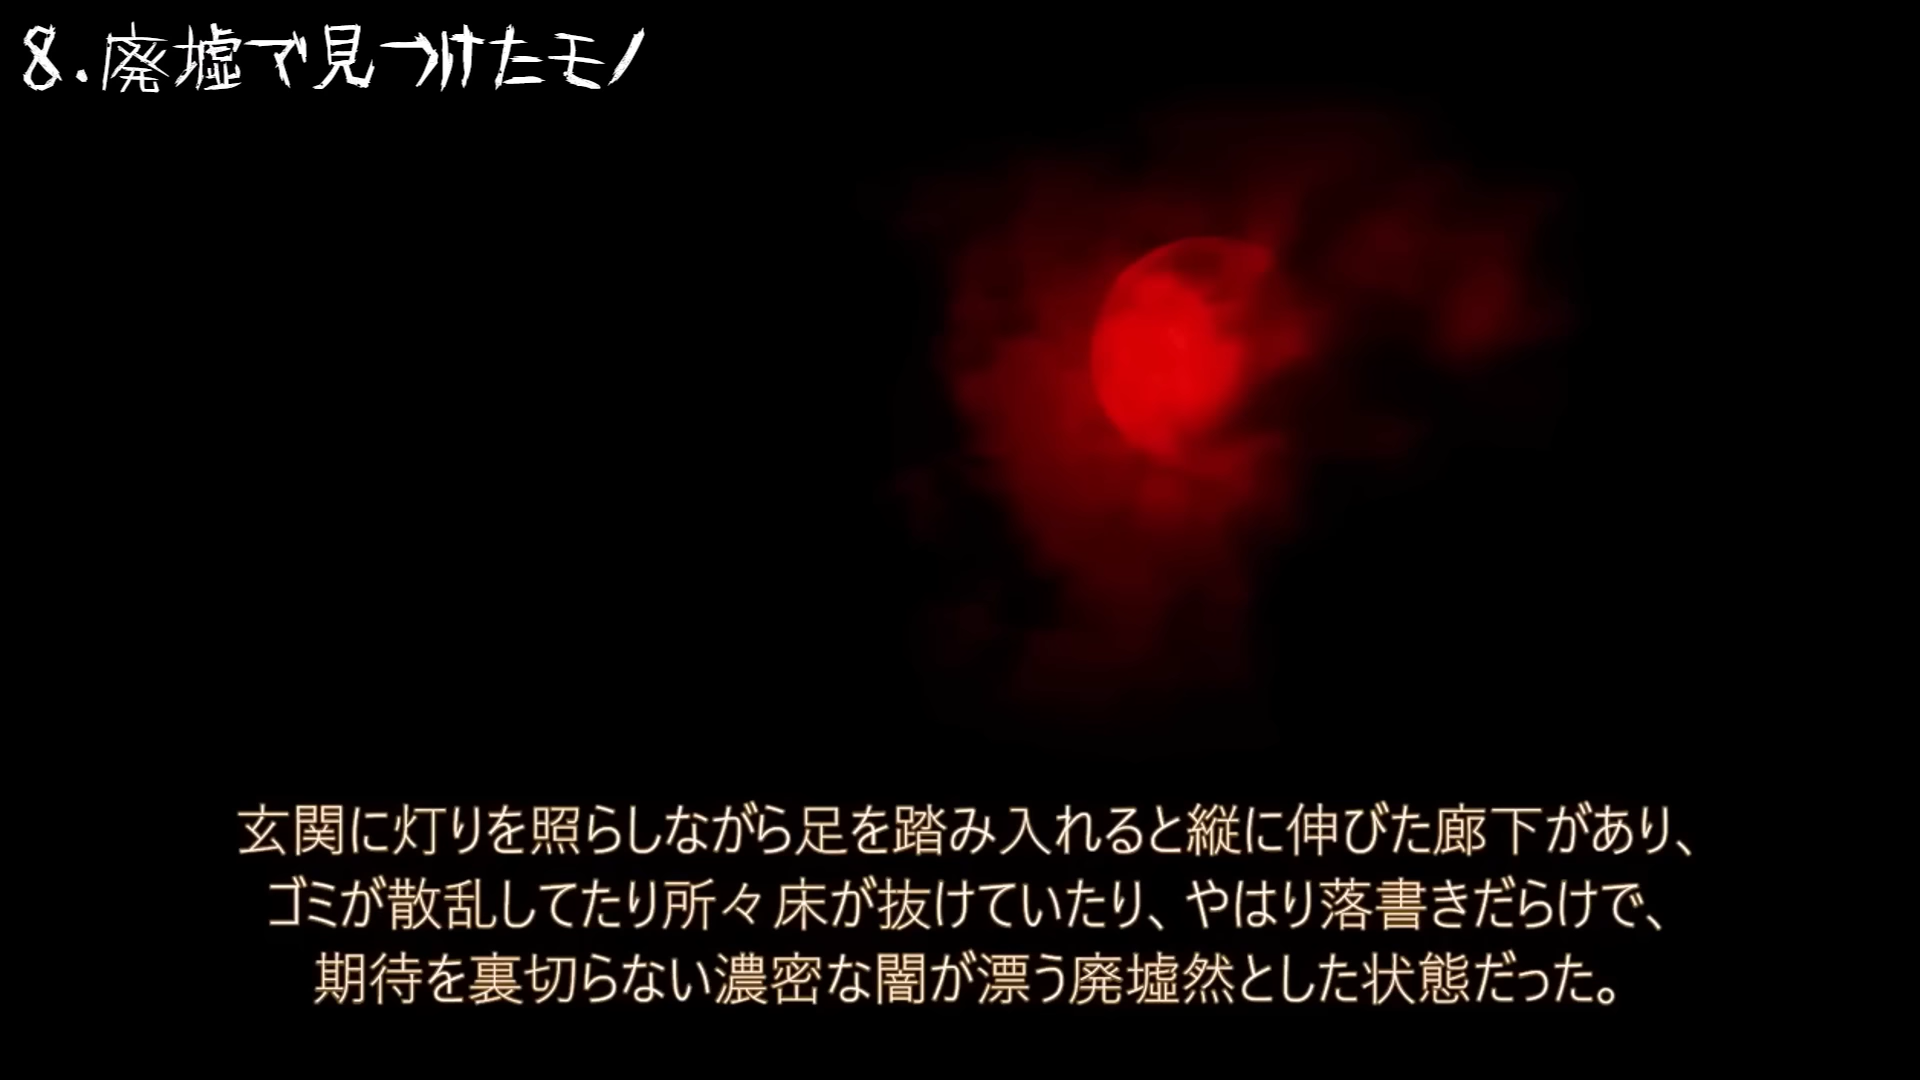 8.廃墟で見つけたモノ
玄関に灯りを照らしながら足を踏み入れると縦に伸びた廊下があり、
ゴミが散乱してたり所々床が抜けていたり、やはり落書きだらけで、
期待を裏切らない濃密な闇が漂う廃墟然とした状態だった。